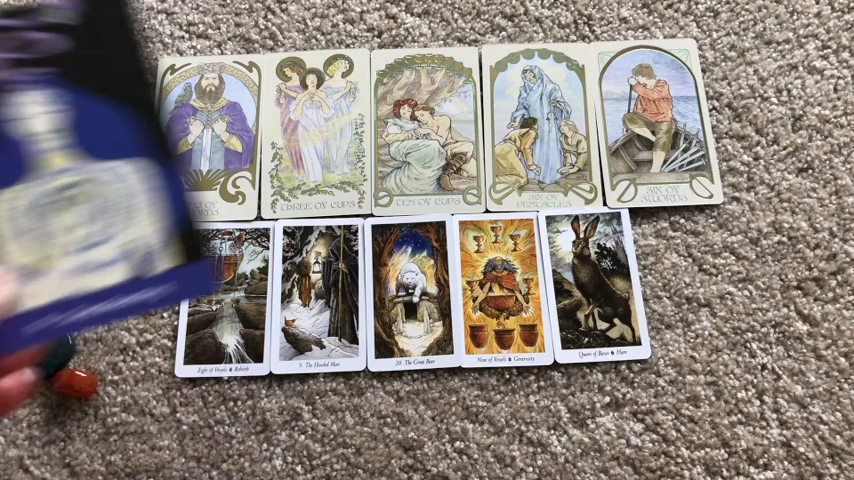 THREE OF CUPS
TEN OF CUPS
SIX OF
PENTACLES
SIX OF
SWORDS
Eight of Vessels Rebirth
9 The Hooded Man
20 The Great Bear
Nine of Vessels Generosity
Queen of Bows Hare